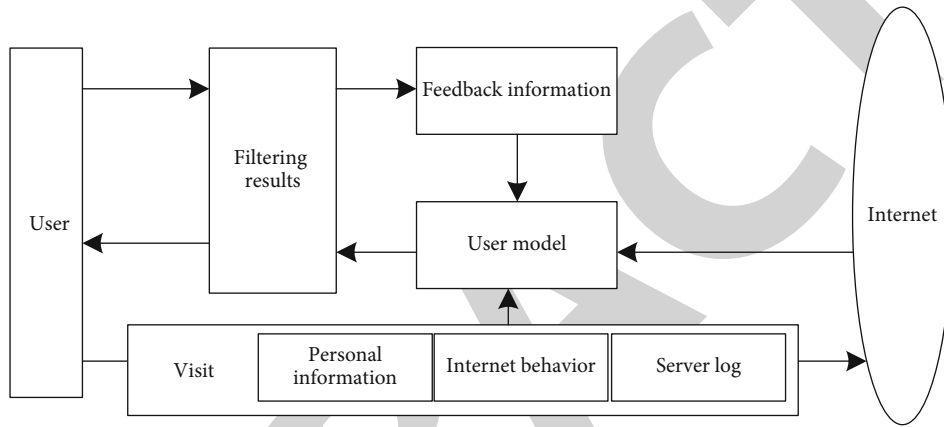 User
Filtering
results
Feedback information
User model
Internet
Visit
Personal
information
Internet behavior
Server log